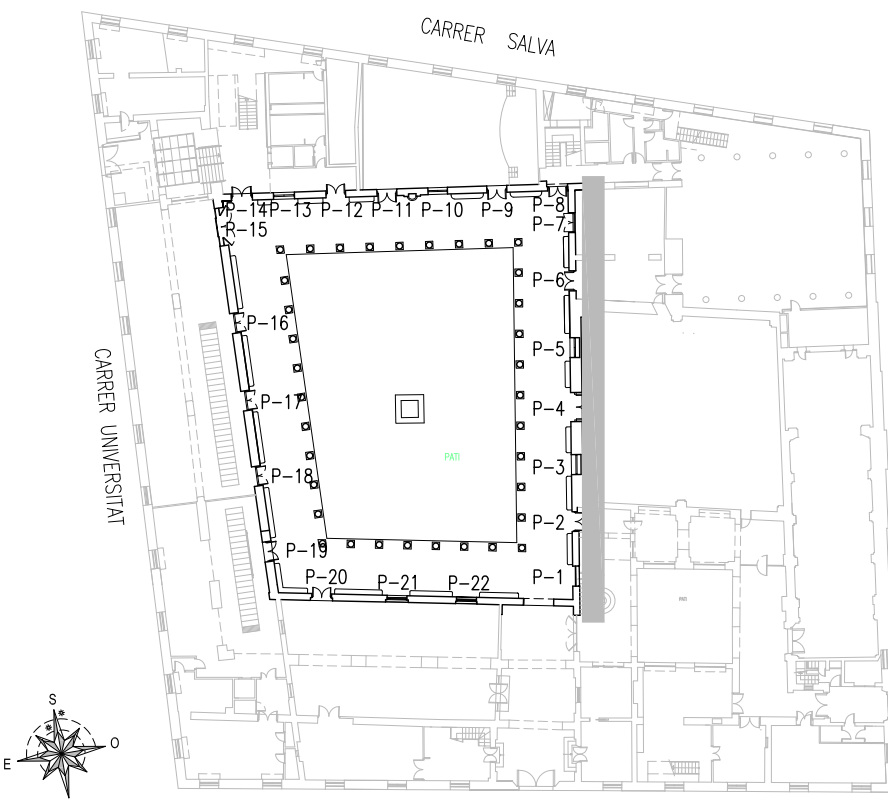 CARRER SALVA
P-14
P-13
P-12
P-11
P-10
P-9
P-8
P-7
P-15
P-6
P-16
P-5
P-17
P-4
CARRER UNIVERSITAT
PATI
P-3
P-18
P-2
P-19
P-20
P-21
P-22
P-1
PATI
S
E
O